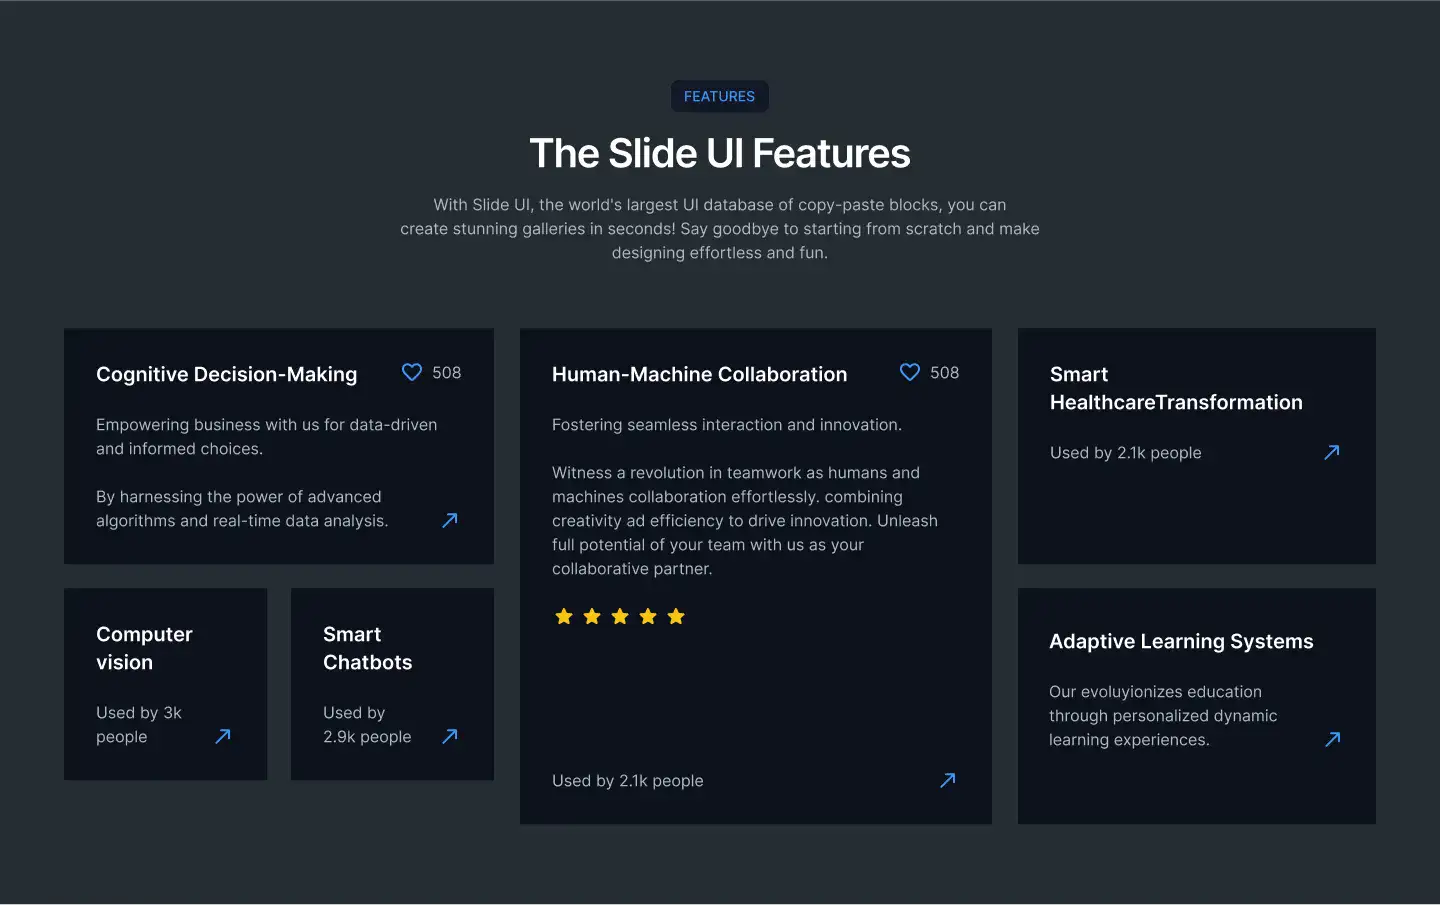 FEATURES
The Slide UI Features
With Slide UI, the world's largest UI database of copy-paste blocks, you can
create stunning galleries in seconds! Say goodbye to starting from scratch and make
designing effortless and fun.
Cognitive Decision-Making
508
Empowering business with us for data-driven
and informed choices.
By harnessing the power of advanced
algorithms and real-time data analysis.
Computer
vision
Used by 3k
people
Smart
Chatbots
Used by
2.9k people
Human-Machine Collaboration
508
Fostering seamless interaction and innovation.
Witness a revolution in teamwork as humans and
machines collaboration effortlessly. combining
creativity ad efficiency to drive innovation. Unleash
full potential of your team with us as your
collaborative partner.
Used by 2.1k people
Smart
HealthcareTransformation
Used by 2.1k people
Adaptive Learning Systems
Our evoluyionizes education
through personalized dynamic
learning experiences.